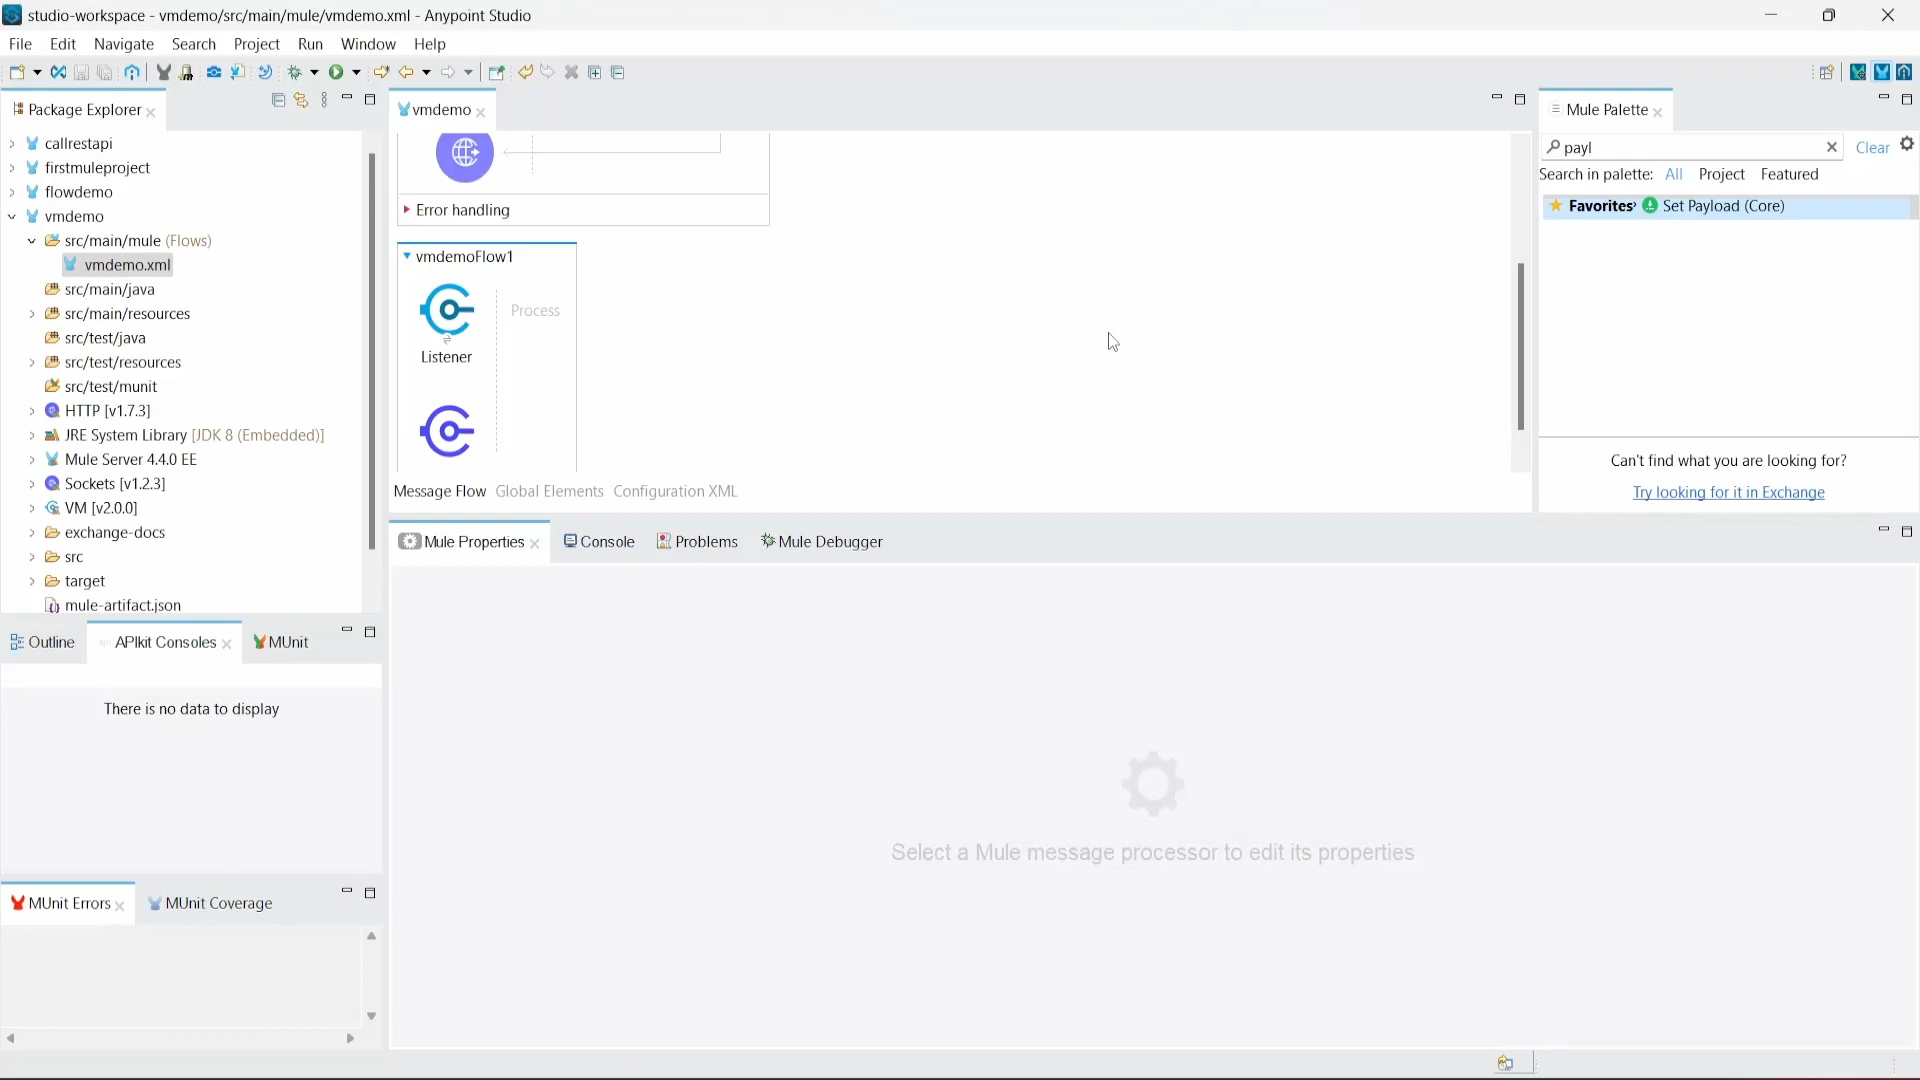 studio-workspace - vmdemo/src/main/mule/vmdemo.xml - Anypoint Studio
File Edit Navigate Search Project Run Window Help
Package Explorer
vmdemo
Mule Palette
callrestapi
firstmuleproject
flowdemo
vmdemo
src/main/mule (Flows)
vmdemo.xml
src/main/java
src/main/resources
src/test/java
src/test/resources
src/test/munit
HTTP [v1.7.3]
JRE System Library [JDK 8 (Embedded)]
Mule Server 4.4.0 EE
Sockets [v1.2.3]
VM [v2.0.0]
exchange-docs
src
target
mule-artifact.json
Error handling
vmdemoFlow1
Process
Listener
Message Flow Global Elements Configuration XML
payl
Clear
Search in palette: All Project Featured
Favorites Set Payload (Core)
Can't find what you are looking for?
Try looking for it in Exchange
Outline APIkit Consoles MUnit
There is no data to display
MUnit Errors MUnit Coverage
Mule Properties Console Problems Mule Debugger
Select a Mule message processor to edit its properties